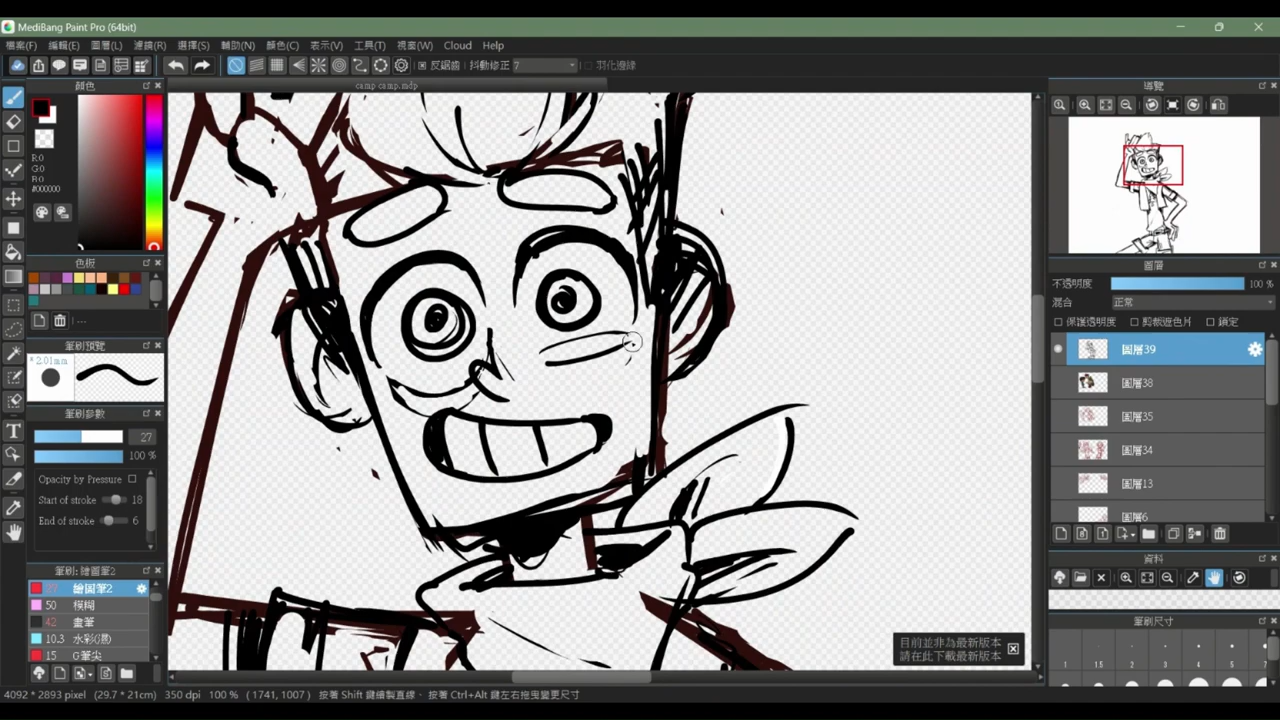 MediBang Paint Pro (64bit)
檔案(F) 編輯(E) 圖層(L) 濾鏡(R) 選擇(S) 輔助(N) 顏色(C) 表示(V) 工具(T) 視窗(W) Cloud Help
反鋸齒 抖動修正 7 羽化邊緣
camp camp.mdp
顏色
R:0
G:0
B:0
#000000
色板
---
筆刷預覽
* 2.01mm
筆刷參數
27
100 %
Opacity by Pressure
Start of stroke 18
End of stroke 6
筆刷: 繪圖筆2
繪圖筆2
50 模糊
42 畫筆
10.3 水彩(濕)
15 G筆尖
導覽
圖層
不透明度 100 %
混合 正常
保護透明度 剪裁遮色片 鎖定
圖層39
圖層38
圖層35
圖層34
圖層13
圖層6
資料
筆刷尺寸
1 1.5 2 3 4 5 7
目前並非為最新版本
請在此下載最新版本
4092 * 2893 pixel (29.7 * 21cm) 350 dpi 100 % ( 1741, 1007 ) 按著 Shift 鍵繪製直線、 按著 Ctrl+Alt 鍵左右拖曳變更尺寸